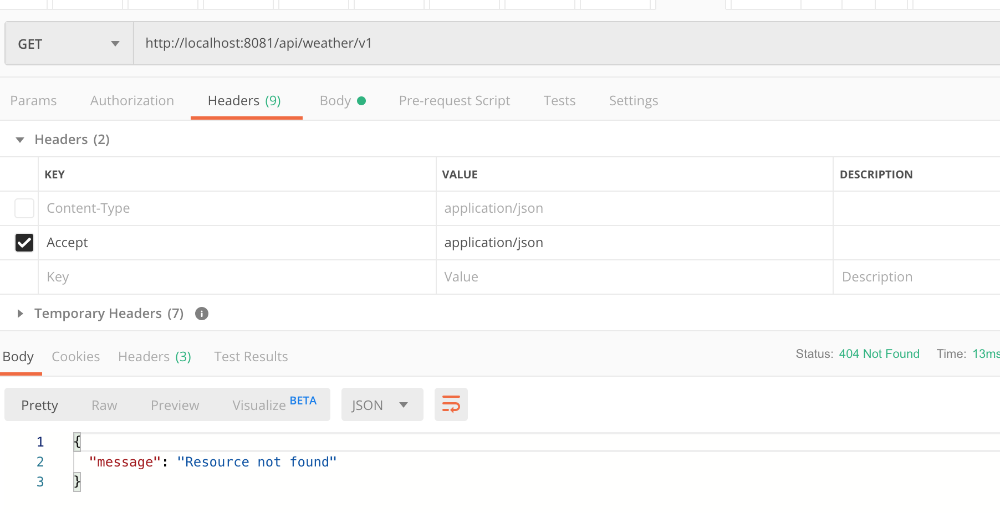 GET http://localhost:8081/api/weather/v1
Params Authorization Headers (9) Body Pre-request Script Tests Settings
Headers (2)
KEY VALUE DESCRIPTION
Content-Type application/json
Accept application/json
Key Value Description
Temporary Headers (7) i
Body Cookies Headers (3) Test Results Status: 404 Not Found Time: 13ms
Pretty Raw Preview Visualize BETA JSON
1 {
2 "message": "Resource not found"
3 }